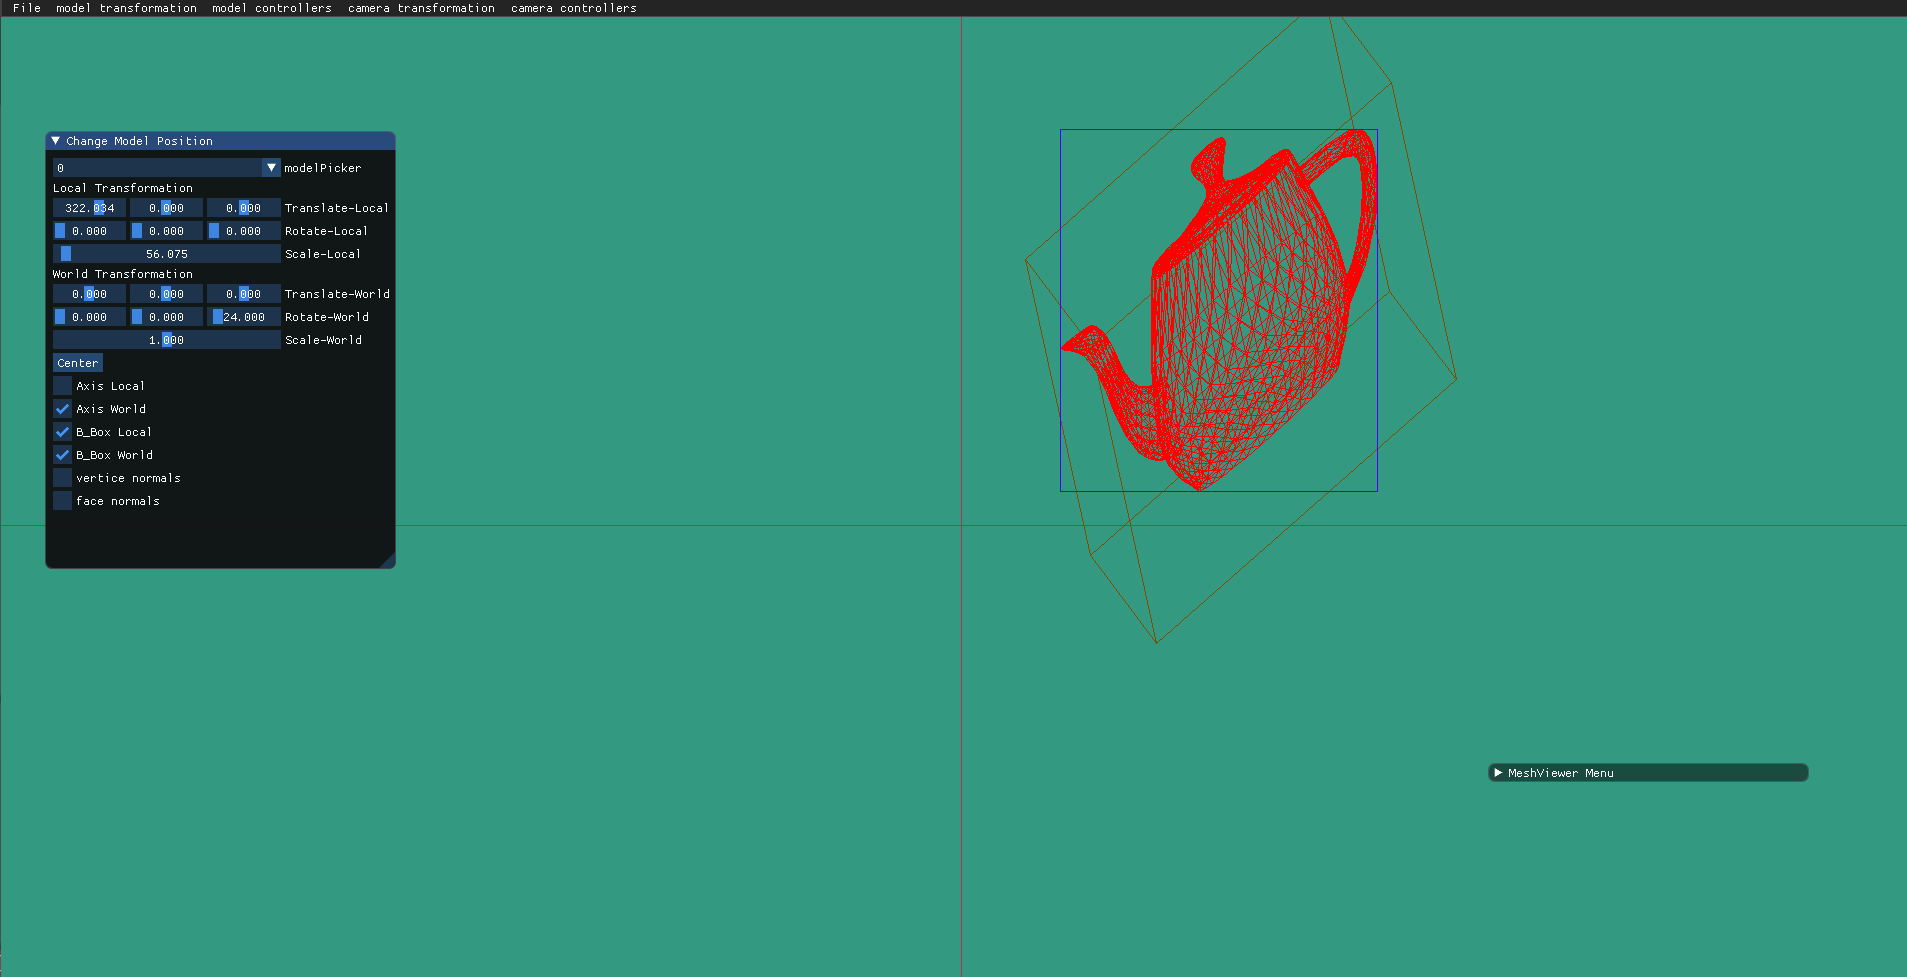 File model transformation model controllers camera transformation camera controllers
Change Model Position
0 modelPicker
Local Transformation
322.034 0.000 0.000 Translate-Local
0.000 0.000 0.000 Rotate-Local
56.075 Scale-Local
World Transformation
0.000 0.000 0.000 Translate-World
0.000 0.000 24.000 Rotate-World
1.000 Scale-World
Center
Axis Local
Axis World
B_Box Local
B_Box World
vertice normals
face normals
MeshViewer Menu